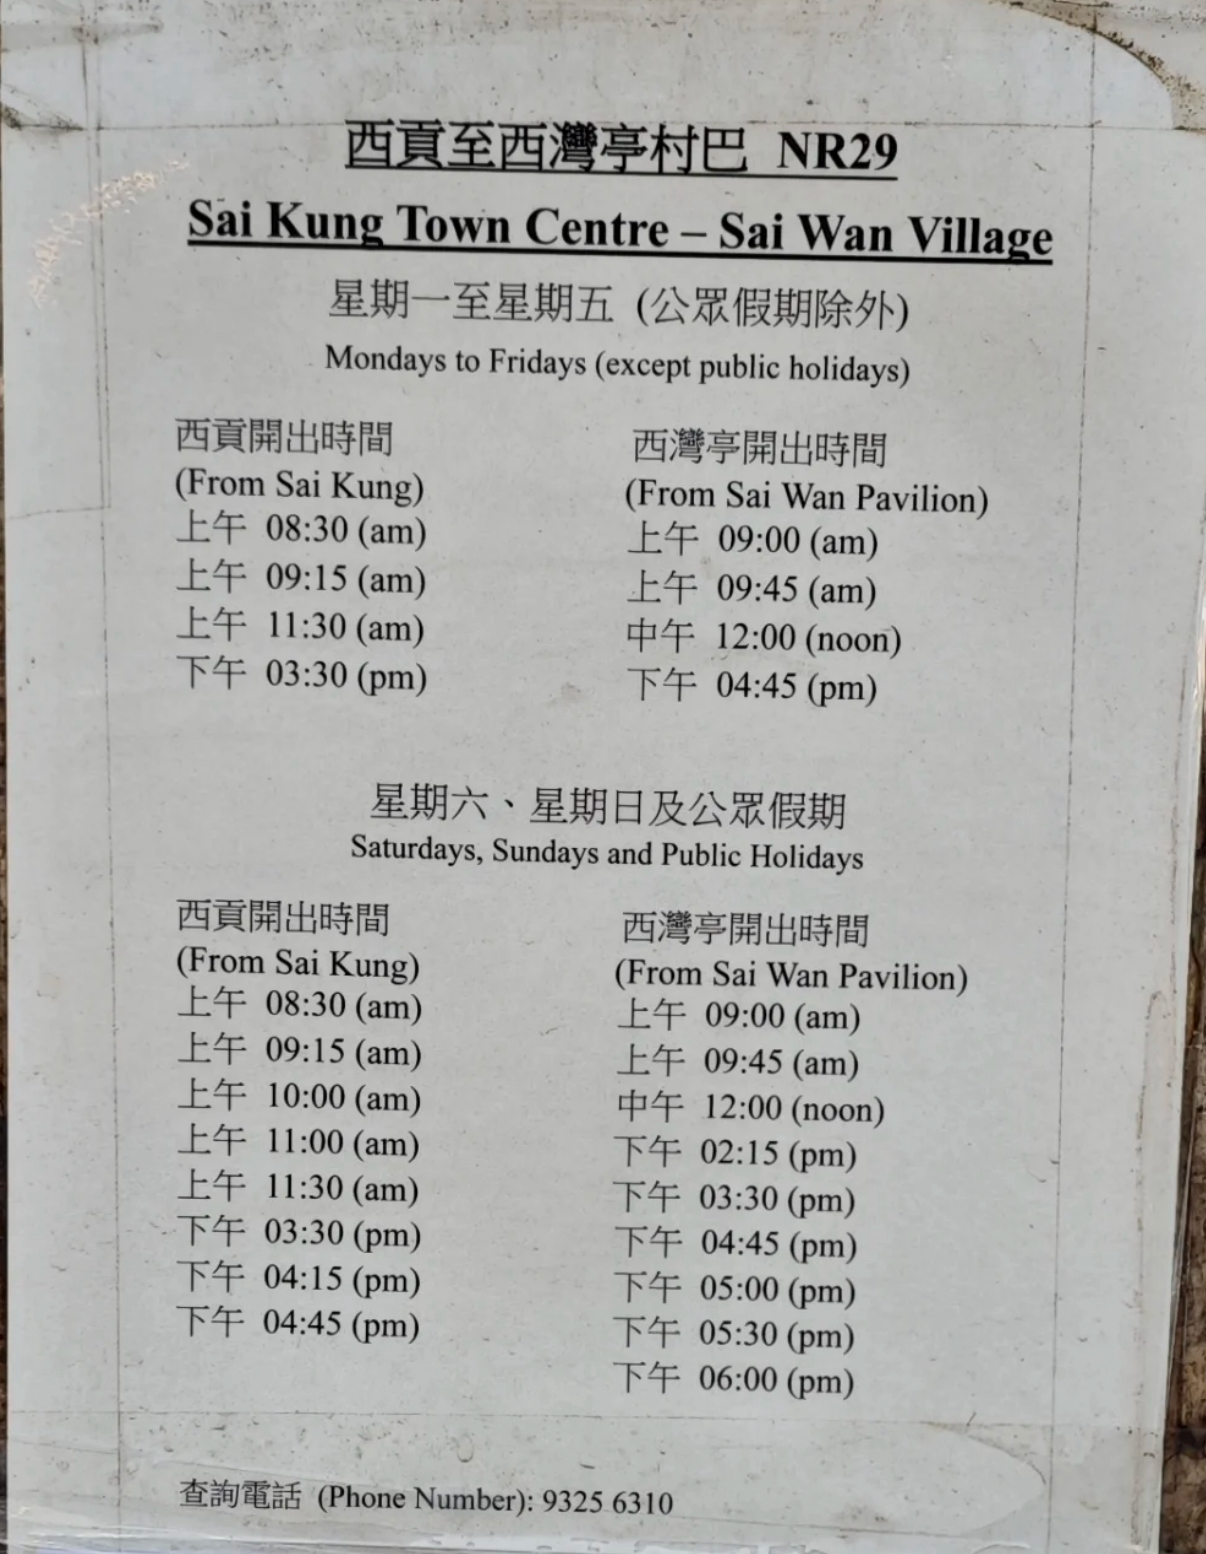 西貢至西灣亭村巴 NR29
Sai Kung Town Centre – Sai Wan Village
星期一至星期五 (公眾假期除外)
Mondays to Fridays (except public holidays)
西貢開出時間
(From Sai Kung)
上午 08:30 (am)
上午 09:15 (am)
上午 11:30 (am)
下午 03:30 (pm)
西灣亭開出時間
(From Sai Wan Pavilion)
上午 09:00 (am)
上午 09:45 (am)
中午 12:00 (noon)
下午 04:45 (pm)
星期六、星期日及公眾假期
Saturdays, Sundays and Public Holidays
西貢開出時間
(From Sai Kung)
上午 08:30 (am)
上午 09:15 (am)
上午 10:00 (am)
上午 11:00 (am)
上午 11:30 (am)
下午 03:30 (pm)
下午 04:15 (pm)
下午 04:45 (pm)
西灣亭開出時間
(From Sai Wan Pavilion)
上午 09:00 (am)
上午 09:45 (am)
中午 12:00 (noon)
下午 02:15 (pm)
下午 03:30 (pm)
下午 04:45 (pm)
下午 05:00 (pm)
下午 05:30 (pm)
下午 06:00 (pm)
查詢電話 (Phone Number): 9325 6310